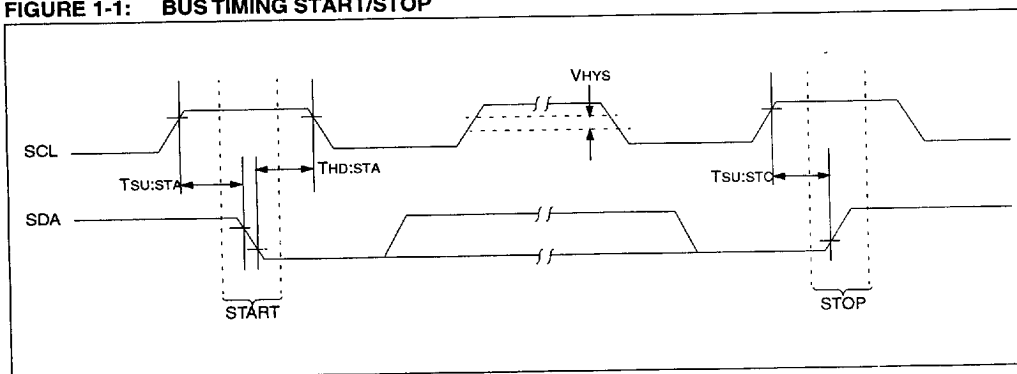 FIGURE 1-1: BUS TIMING START/STOP
VHYS
SCL
TSU:STA
THD:STA
TSU:STO
SDA
START
STOP